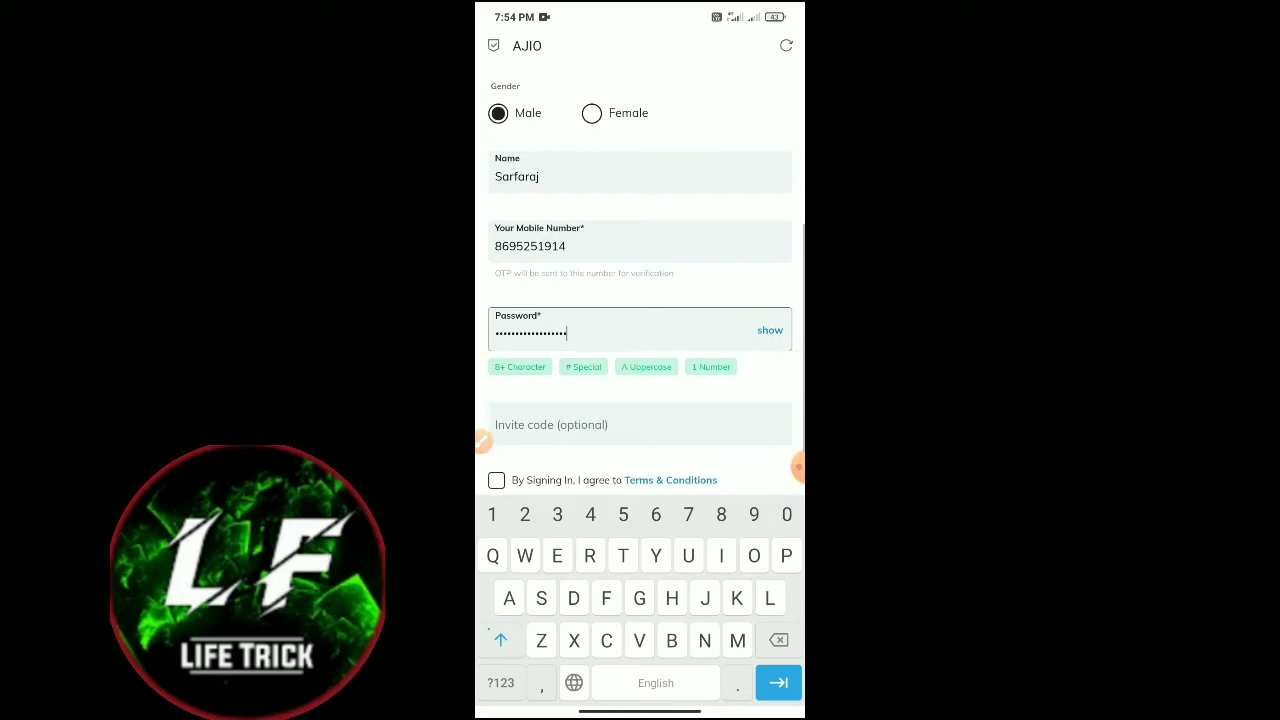 7:54 PM
43
AJIO
Gender
Male
Female
Name
Sarfaraj
Your Mobile Number*
8695251914
OTP will be sent to this number for verification
Password*
••••••••••••••••••
show
8+ Character
# Special
A Uppercase
1 Number
Invite code (optional)
By Signing In, I agree to Terms & Conditions
1 2 3 4 5 6 7 8 9 0
Q W E R T Y U I O P
A S D F G H J K L
Z X C V B N M
?123 , English .
LF
LIFE TRICK